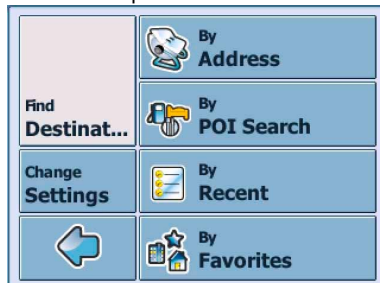 Find
Destinat...
Change
Settings
By
Address
By
POI Search
By
Recent
By
Favorites